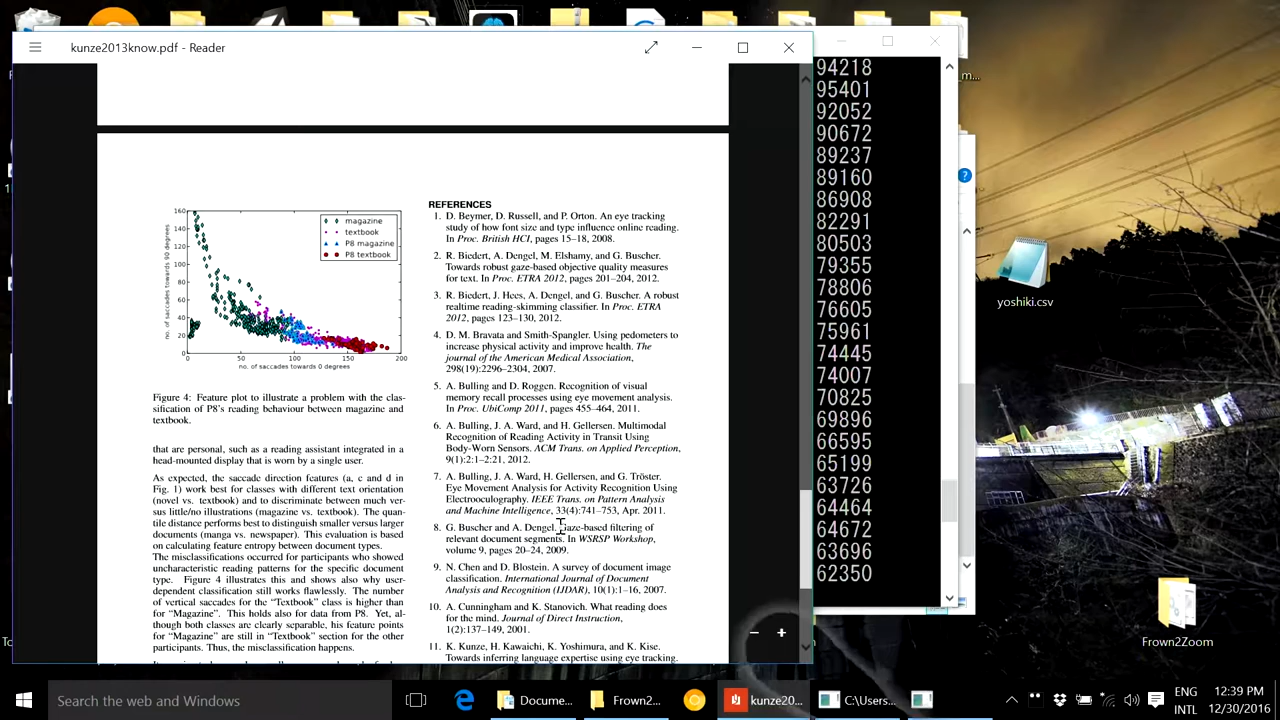 kunze2013know.pdf - Reader
160
140
120
100
80
60
40
20
0
0 50 100 150 200
no. of saccades towards 90 degrees
no. of saccades towards 0 degrees
magazine
textbook
P8 magazine
P8 textbook
Figure 4: Feature plot to illustrate a problem with the clas-
sification of P8's reading behaviour between magazine and
textbook.
that are personal, such as a reading assistant integrated in a
head-mounted display that is worn by a single user.
As expected, the saccade direction features (a, c and d in
Fig. 1) work best for classes with different text orientation
(novel vs. textbook) and to discriminate between much ver-
sus little/no illustrations (magazine vs. textbook). The quan-
tile distance performs best to distinguish smaller versus larger
documents (manga vs. newspaper). This evaluation is based
on calculating feature entropy between document types.
The misclassifications occurred for participants who showed
uncharacteristic reading patterns for the specific document
type. Figure 4 illustrates this and shows also why user-
dependent classification still works flawlessly. The number
of vertical saccades for the "Textbook" class is higher than
for "Magazine". This holds also for data from P8. Yet, al-
though both classes are clearly separable, his feature points
for "Magazine" are still in "Textbook" section for the other
participants. Thus, the misclassification happens.
REFERENCES
1. D. Beymer, D. Russell, and P. Orton. An eye tracking
study of how font size and type influence online reading.
In Proc. British HCI, pages 15–18, 2008.
2. R. Biedert, A. Dengel, M. Elshamy, and G. Buscher.
Towards robust gaze-based objective quality measures
for text. In Proc. ETRA 2012, pages 201–204, 2012.
3. R. Biedert, J. Hees, A. Dengel, and G. Buscher. A robust
realtime reading-skimming classifier. In Proc. ETRA
2012, pages 123–130, 2012.
4. D. M. Bravata and Smith-Spangler. Using pedometers to
increase physical activity and improve health. The
journal of the American Medical Association,
298(19):2296–2304, 2007.
5. A. Bulling and D. Roggen. Recognition of visual
memory recall processes using eye movement analysis.
In Proc. UbiComp 2011, pages 455–464, 2011.
6. A. Bulling, J. A. Ward, and H. Gellersen. Multimodal
Recognition of Reading Activity in Transit Using
Body-Worn Sensors. ACM Trans. on Applied Perception,
9(1):2:1–2:21, 2012.
7. A. Bulling, J. A. Ward, H. Gellersen, and G. Tröster.
Eye Movement Analysis for Activity Recognition Using
Electrooculography. IEEE Trans. on Pattern Analysis
and Machine Intelligence, 33(4):741–753, Apr. 2011.
8. G. Buscher and A. Dengel. Gaze-based filtering of
relevant document segments. In WSRSP Workshop,
volume 9, pages 20–24, 2009.
9. N. Chen and D. Blostein. A survey of document image
classification. International Journal of Document
Analysis and Recognition (IJDAR), 10(1):1–16, 2007.
10. A. Cunningham and K. Stanovich. What reading does
for the mind. Journal of Direct Instruction,
1(2):137–149, 2001.
11. K. Kunze, H. Kawaichi, K. Yoshimura, and K. Kise.
Towards inferring language expertise using eye tracking.
94218
95401
92052
90672
89237
89160
86908
82291
80503
79355
78806
76605
75961
74445
74007
70825
69896
66595
65199
63726
64464
64672
63696
62350
yoshiki.csv
Frown2Zoom
Search the web and Windows
Docume...
Frown2...
kunze20...
C:\Users...
ENG
INTL
12:39 PM
12/30/2016